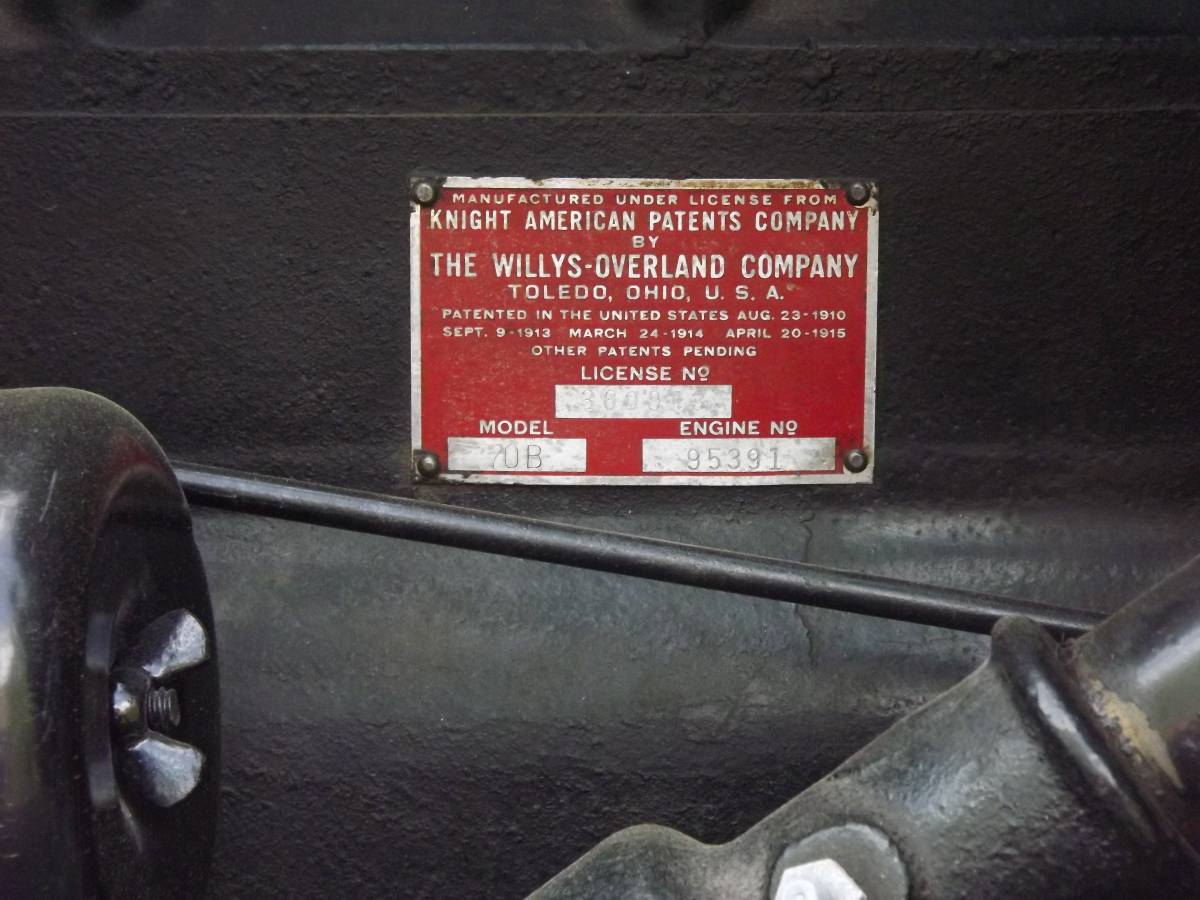 MANUFACTURED UNDER LICENSE FROM
KNIGHT AMERICAN PATENTS COMPANY
BY
THE WILLYS-OVERLAND COMPANY
TOLEDO, OHIO, U. S. A.
PATENTED IN THE UNITED STATES AUG. 23-1910
SEPT. 9-1913 MARCH 24-1914 APRIL 20-1915
OTHER PATENTS PENDING
LICENSE Nº
MODEL ENGINE Nº
70B 95391